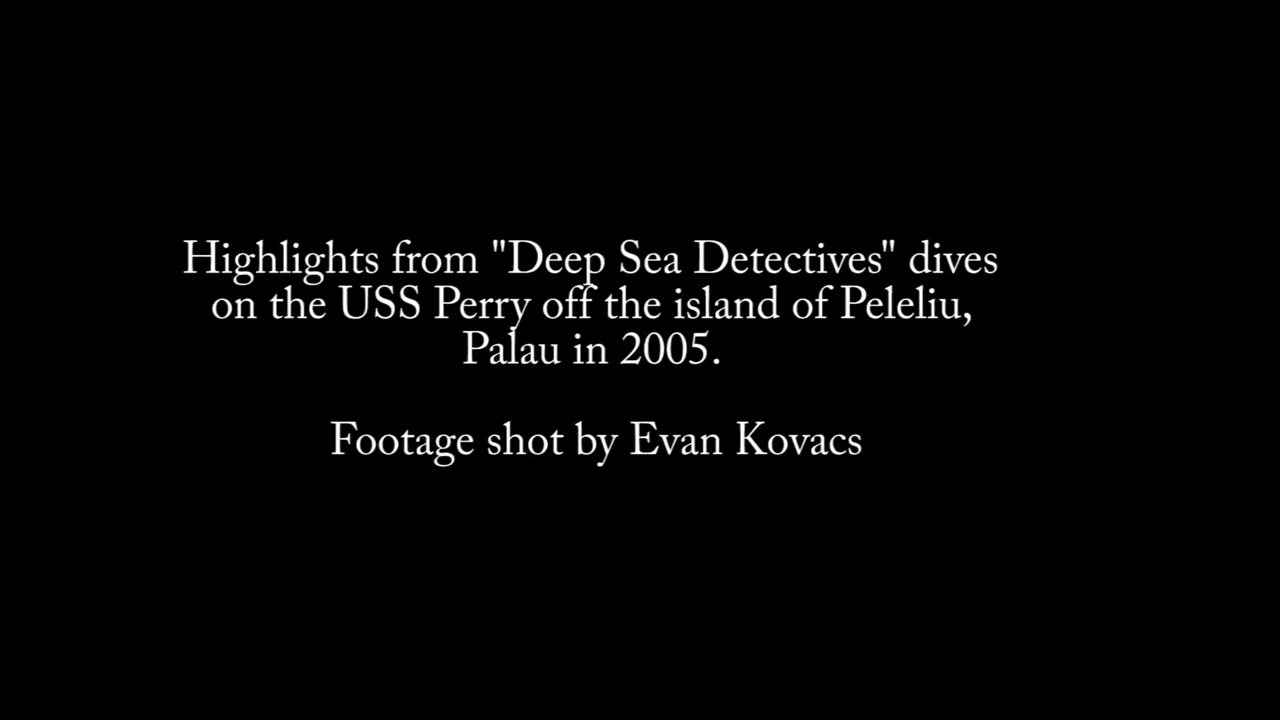 Highlights from "Deep Sea Detectives" dives
on the USS Perry off the island of Peleliu,
Palau in 2005.
Footage shot by Evan Kovacs